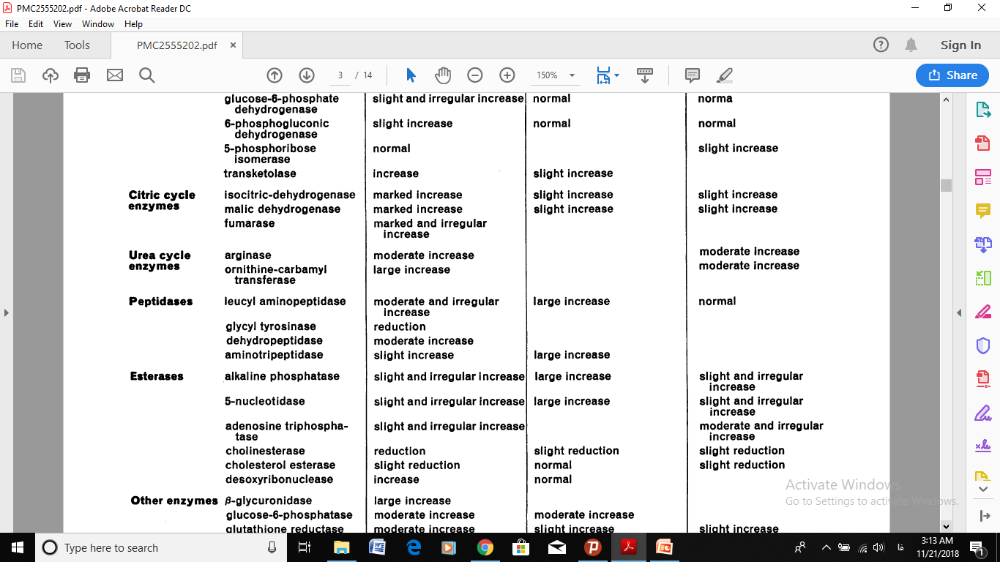 PMC2555202.pdf - Adobe Acrobat Reader DC
File Edit View Window Help
Home Tools PMC2555202.pdf × Sign In
3 / 14 150% Share
glucose-6-phosphate slight and irregular increase normal norma
dehydrogenase
6-phosphogluconic slight increase normal normal
dehydrogenase
5-phosphoribose normal slight increase
isomerase
transketolase increase slight increase
Citric cycle isocitric-dehydrogenase marked increase slight increase slight increase
enzymes malic dehydrogenase marked increase slight increase slight increase
fumarase marked and irregular
increase
Urea cycle arginase moderate increase moderate increase
enzymes ornithine-carbamyl large increase moderate increase
transferase
Peptidases leucyl aminopeptidase moderate and irregular large increase normal
increase
glycyl tyrosinase reduction
dehydropeptidase moderate increase
aminotripeptidase slight increase large increase
Esterases alkaline phosphatase slight and irregular increase large increase slight and irregular
increase
5-nucleotidase slight and irregular increase large increase slight and irregular
increase
adenosine triphospha- slight and irregular increase moderate and irregular
tase increase
cholinesterase reduction slight reduction slight reduction
cholesterol esterase slight reduction normal slight reduction
desoxyribonuclease increase normal
Other enzymes β-glycuronidase large increase
glucose-6-phosphatase moderate increase moderate increase
glutathione reductase moderate increase slight increase slight increase
Activate Windows
Go to Settings to activate Windows.
Type here to search
فا 3:13 AM
11/21/2018
1